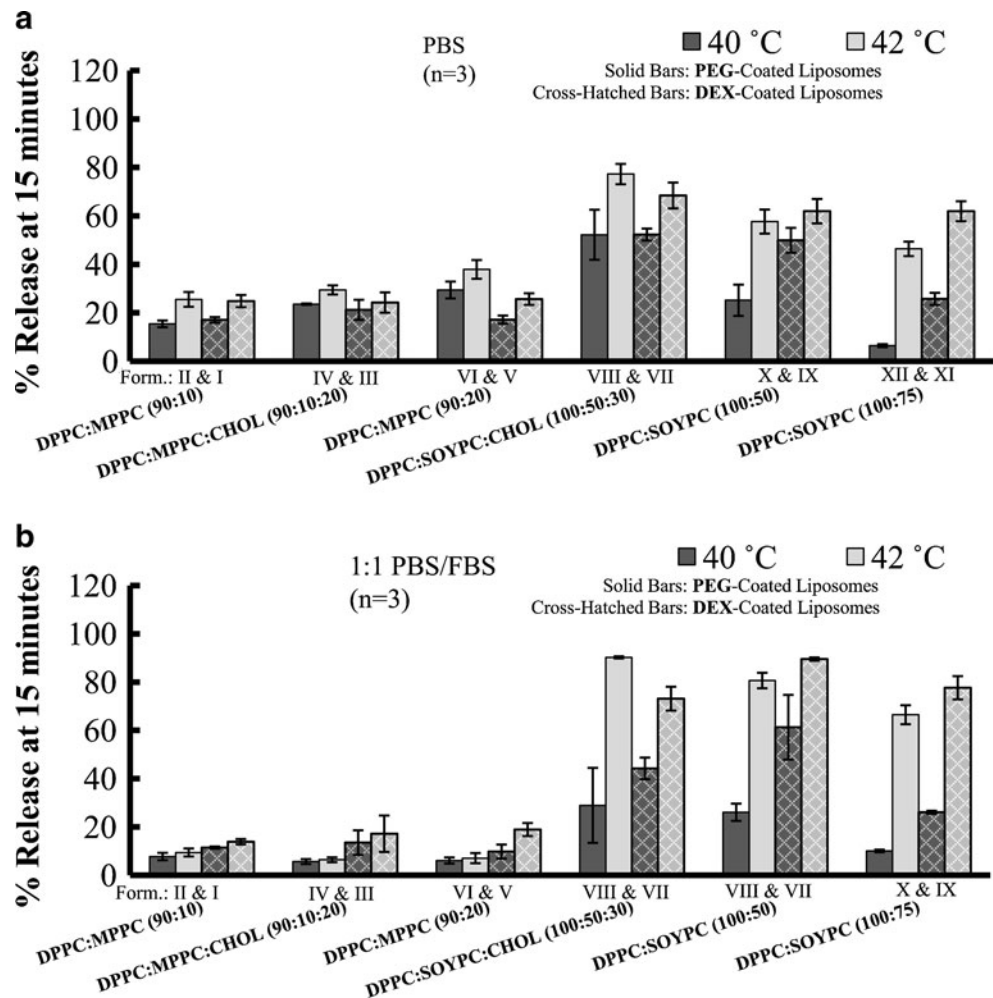 a
PBS
(n=3)
40 °C 42 °C
Solid Bars: PEG-Coated Liposomes
Cross-Hatched Bars: DEX-Coated Liposomes
% Release at 15 minutes
120
100
80
60
40
20
0
Form.: II & I IV & III VI & V VIII & VII X & IX XII & XI
DPPC:MPPC (90:10)
DPPC:MPPC:CHOL (90:10:20)
DPPC:MPPC (90:20)
DPPC:SOYPC:CHOL (100:50:30)
DPPC:SOYPC (100:50)
DPPC:SOYPC (100:75)
b
1:1 PBS/FBS
(n=3)
40 °C 42 °C
Solid Bars: PEG-Coated Liposomes
Cross-Hatched Bars: DEX-Coated Liposomes
% Release at 15 minutes
120
100
80
60
40
20
0
Form.: II & I IV & III VI & V VIII & VII VIII & VII X & IX
DPPC:MPPC (90:10)
DPPC:MPPC:CHOL (90:10:20)
DPPC:MPPC (90:20)
DPPC:SOYPC:CHOL (100:50:30)
DPPC:SOYPC (100:50)
DPPC:SOYPC (100:75)